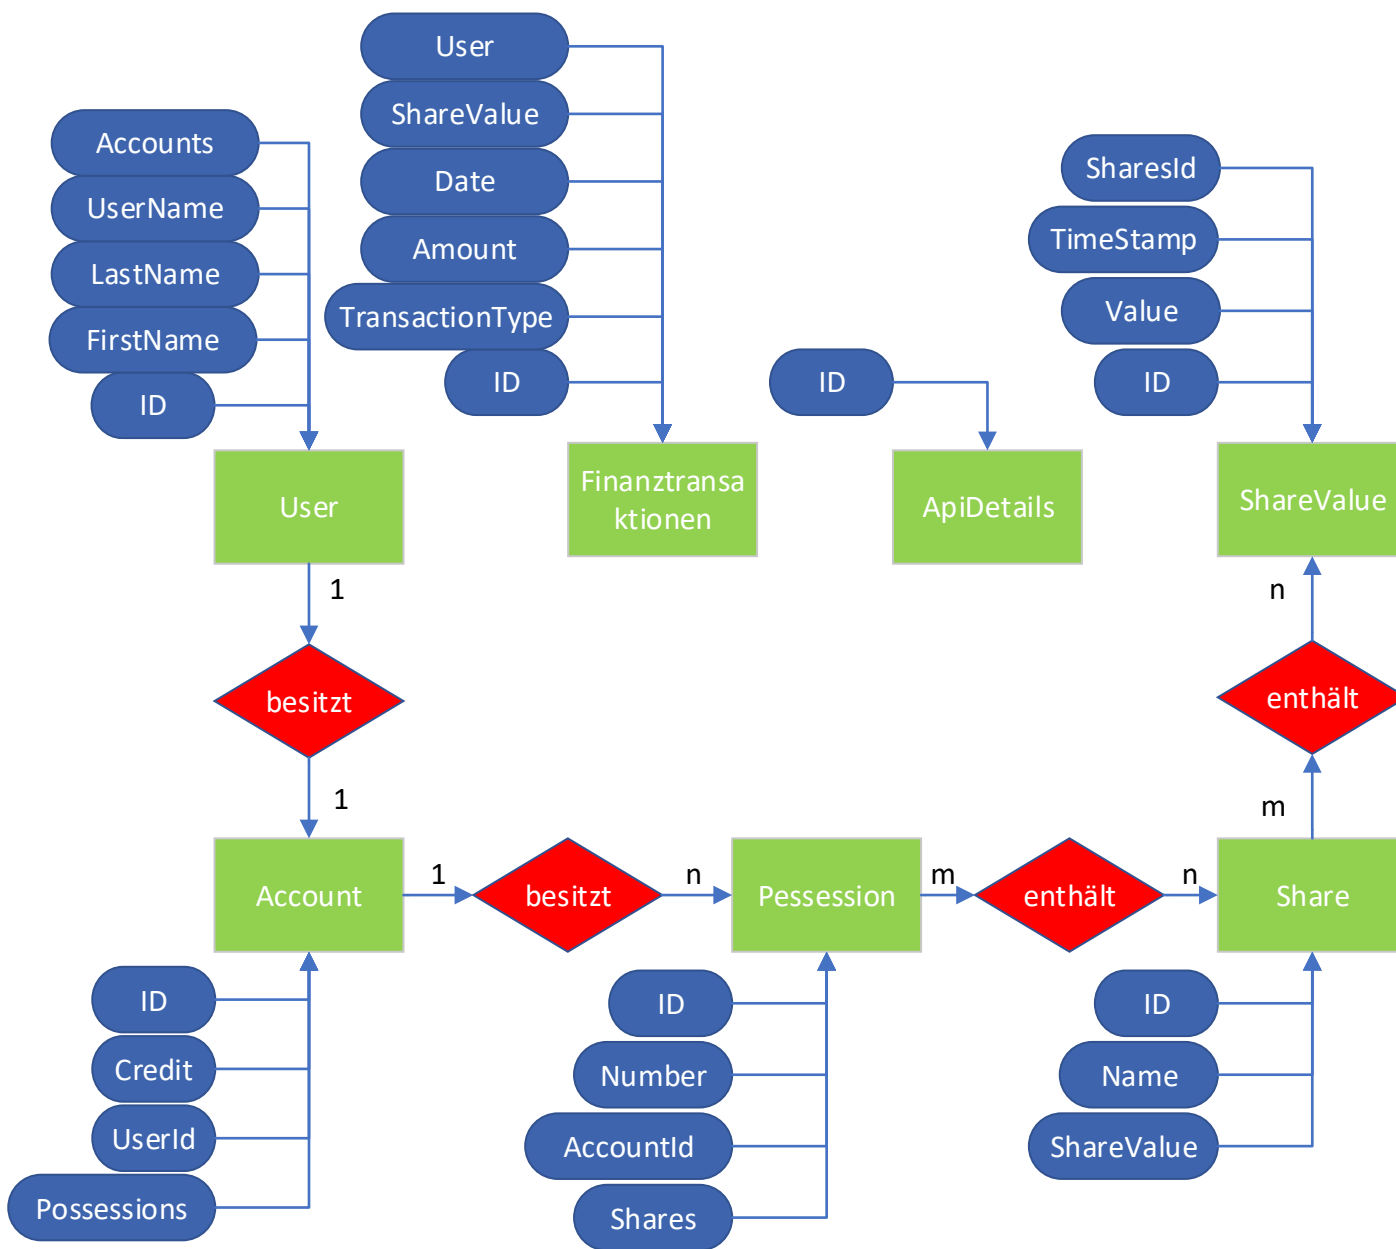 User
ShareValue
Date
Amount
TransactionType
ID
Accounts
UserName
LastName
FirstName
ID
ID
SharesId
TimeStamp
Value
ID
User
Finanztransa
ktionen
ApiDetails
ShareValue
1
besitzt
1
n
enthält
m
Account
1
besitzt
n
Pessession
m
enthält
n
Share
ID
Credit
UserId
Possessions
ID
Number
AccountId
Shares
ID
Name
ShareValue